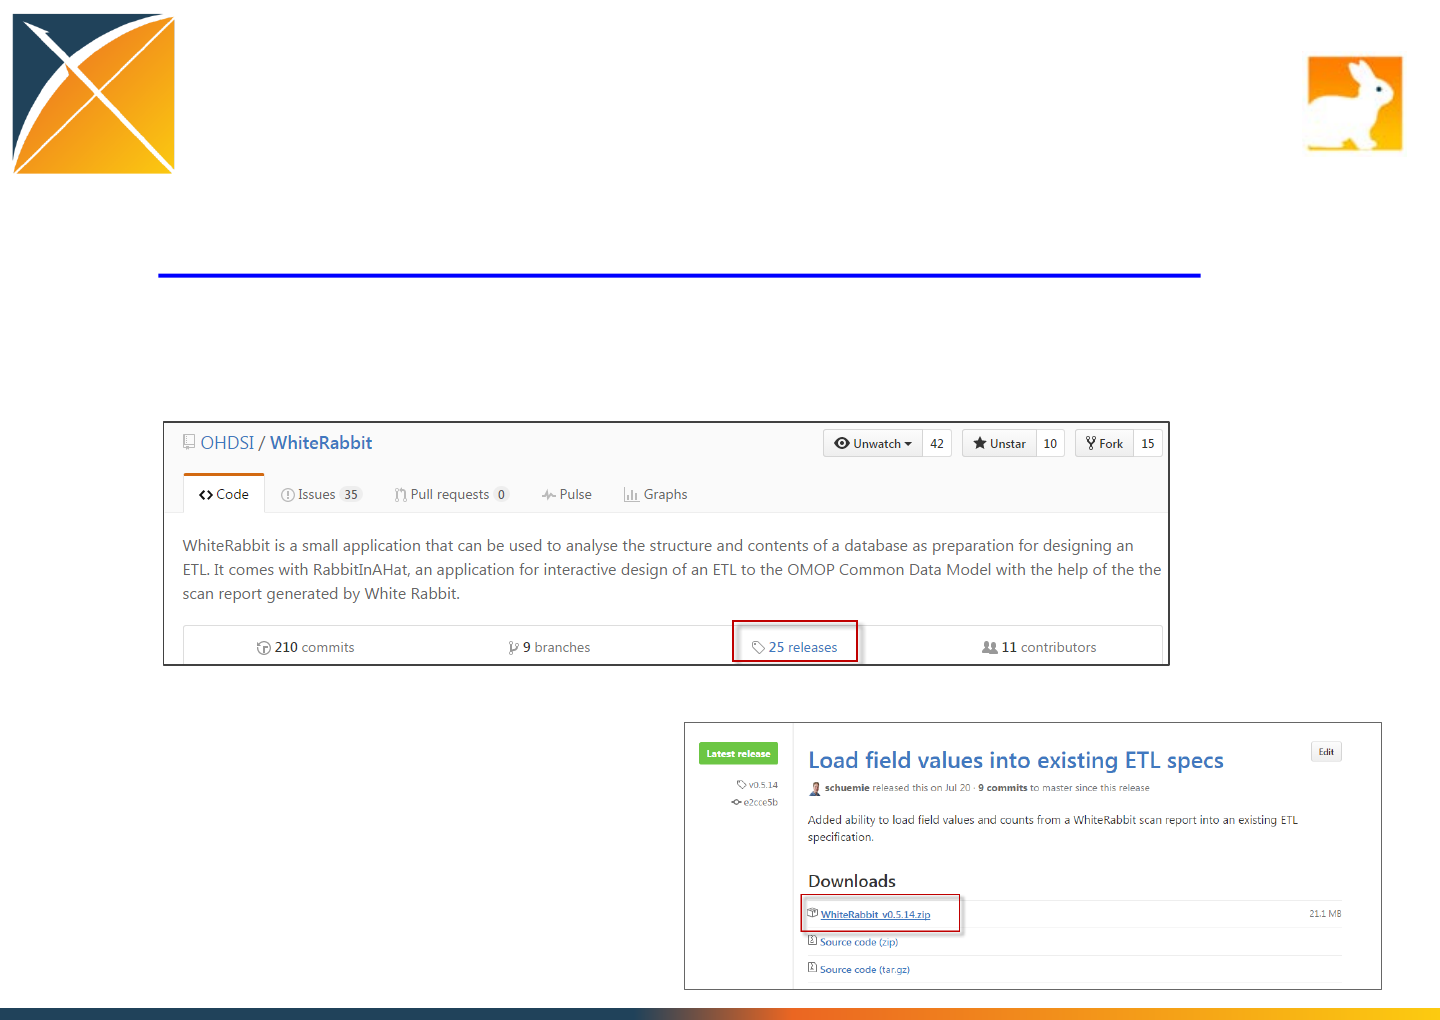 OHDSI / WhiteRabbit
Unwatch 42 Unstar 10 Fork 15
Code Issues 35 Pull requests 0 Pulse Graphs
WhiteRabbit is a small application that can be used to analyse the structure and contents of a database as preparation for designing an
ETL. It comes with RabbitInAHat, an application for interactive design of an ETL to the OMOP Common Data Model with the help of the the
scan report generated by White Rabbit.
210 commits 9 branches 25 releases 11 contributors
Latest release
v0.5.14
e2cce5b
Load field values into existing ETL specs
Edit
schuemie released this on Jul 20 · 9 commits to master since this release
Added ability to load field values and counts from a WhiteRabbit scan report into an existing ETL
specification.
Downloads
WhiteRabbit_v0.5.14.zip 21.1 MB
Source code (zip)
Source code (tar.gz)